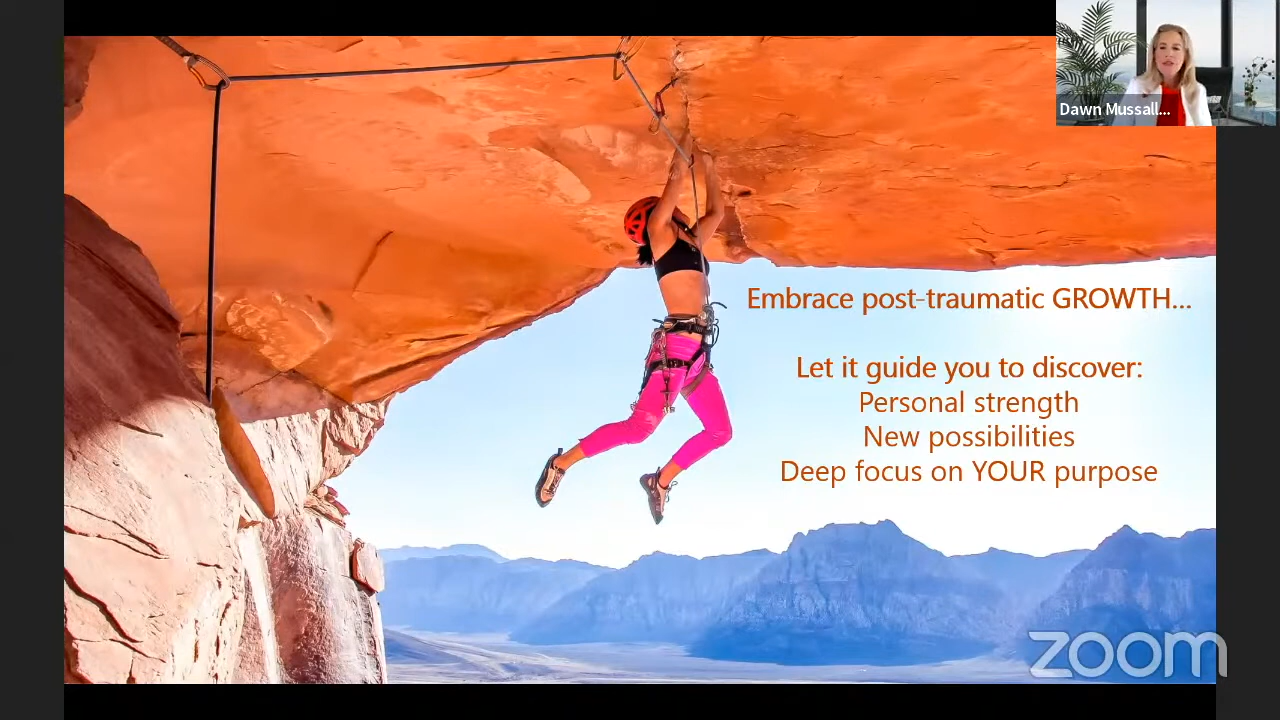 Dawn Mussall...
Embrace post-traumatic GROWTH...
Let it guide you to discover:
Personal strength
New possibilities
Deep focus on YOUR purpose
zoom